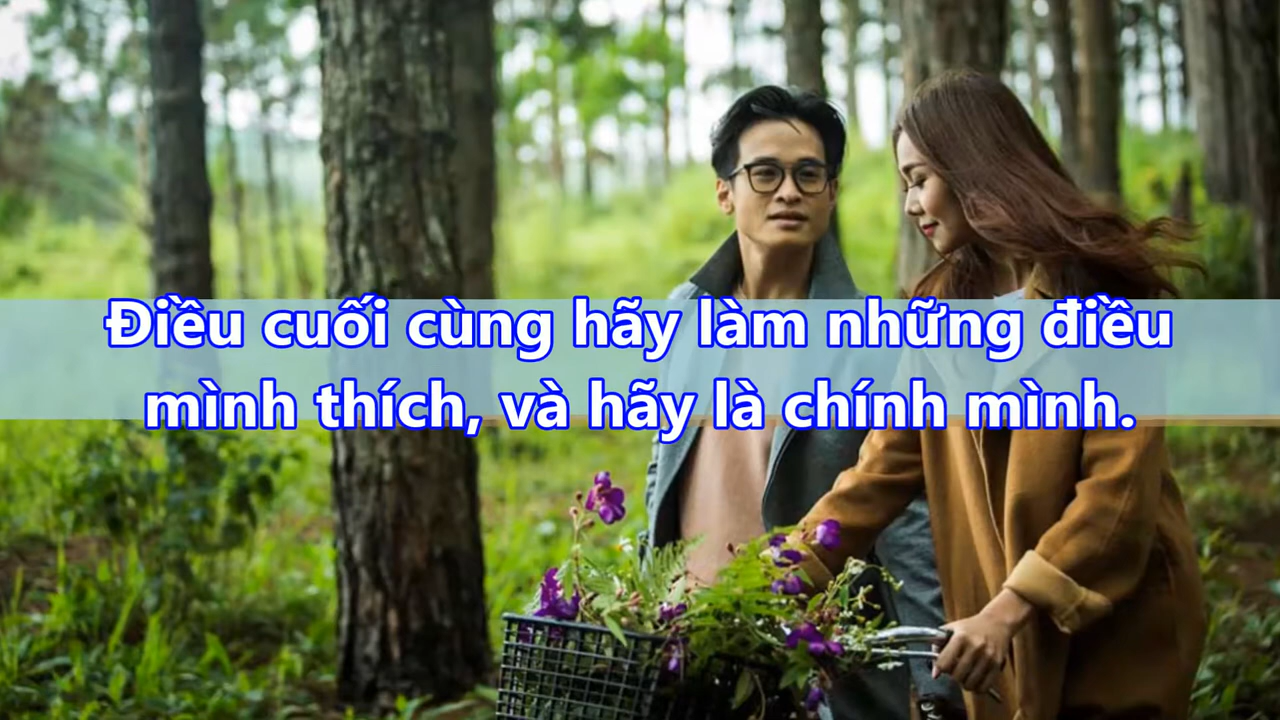 Điều cuối cùng hãy làm những điều
mình thích, và hãy là chính mình.